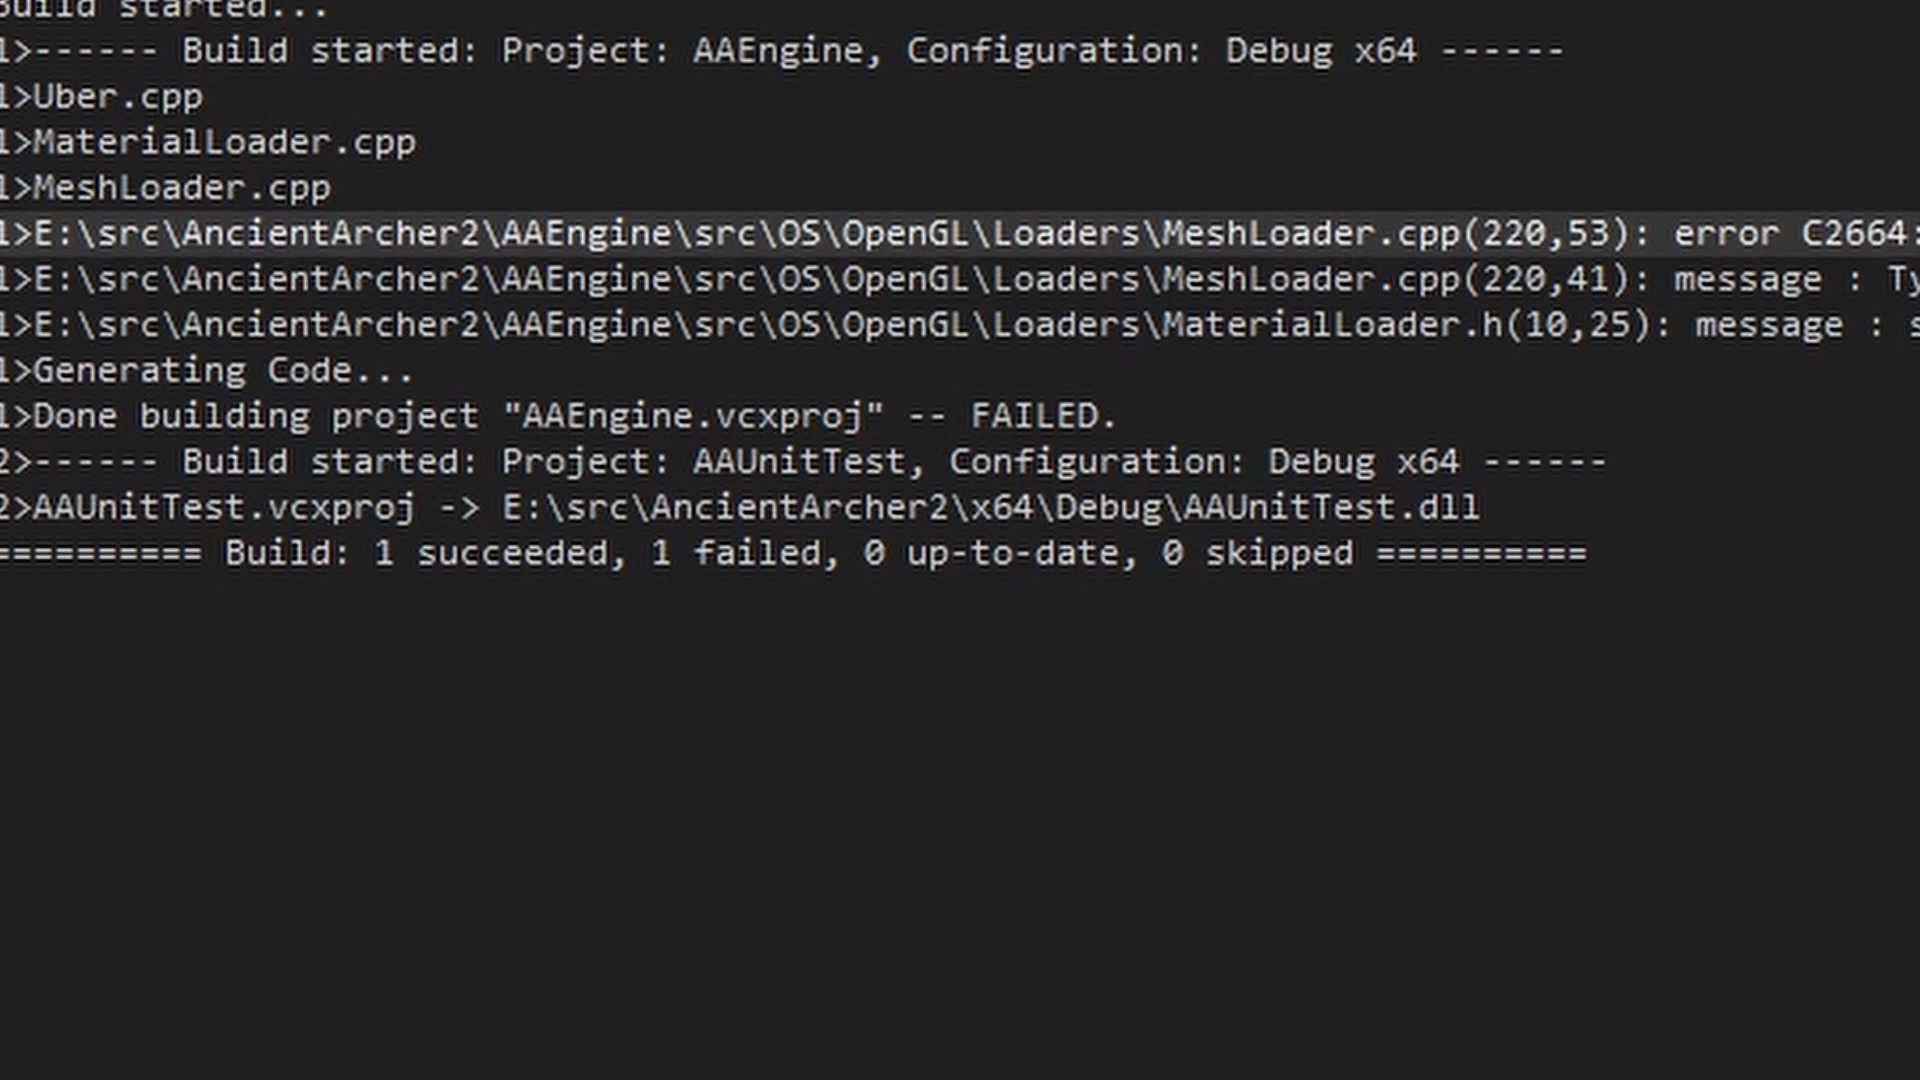 Build started...
1>------ Build started: Project: AAEngine, Configuration: Debug x64 ------
1>Uber.cpp
1>MaterialLoader.cpp
1>MeshLoader.cpp
1>E:\src\AncientArcher2\AAEngine\src\OS\OpenGL\Loaders\MeshLoader.cpp(220,53): error C2664:
1>E:\src\AncientArcher2\AAEngine\src\OS\OpenGL\Loaders\MeshLoader.cpp(220,41): message : Ty
1>E:\src\AncientArcher2\AAEngine\src\OS\OpenGL\Loaders\MaterialLoader.h(10,25): message : s
1>Generating Code...
1>Done building project "AAEngine.vcxproj" -- FAILED.
2>------ Build started: Project: AAUnitTest, Configuration: Debug x64 ------
2>AAUnitTest.vcxproj -> E:\src\AncientArcher2\x64\Debug\AAUnitTest.dll
========== Build: 1 succeeded, 1 failed, 0 up-to-date, 0 skipped ==========